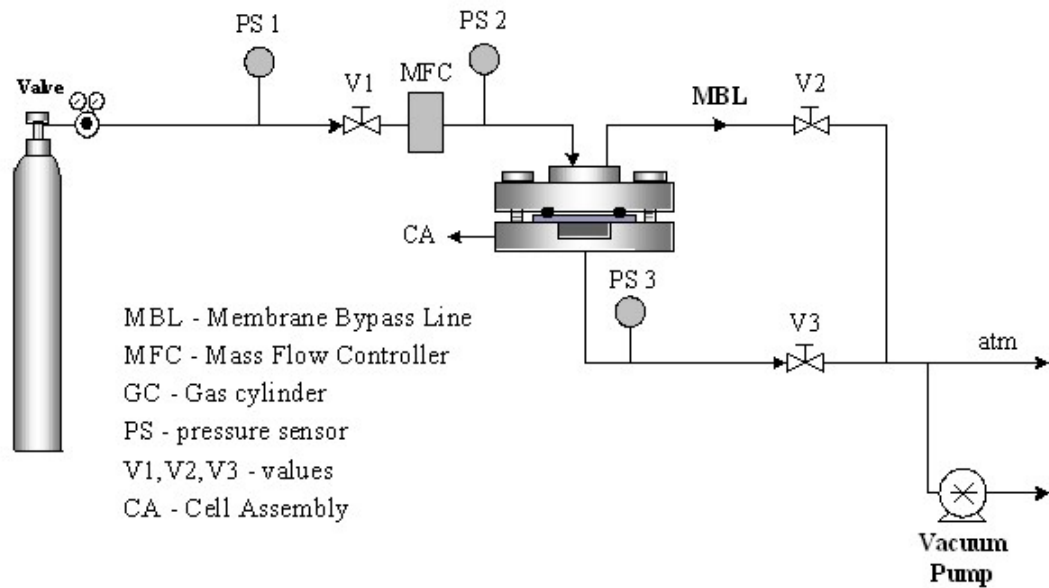 PS 1
PS 2
Valve
V1
MFC
MBL
V2
CA
PS 3
V3
atm
MBL - Membrane Bypass Line
MFC - Mass Flow Controller
GC - Gas cylinder
PS - pressure sensor
V1,V2,V3 - values
CA - Cell Assembly
Vacuum
Pump